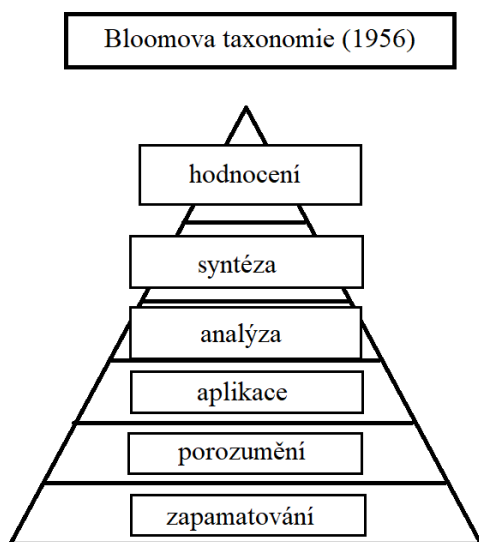 Bloomova taxonomie (1956)
hodnocení
syntéza
analýza
aplikace
porozumění
zapamatování